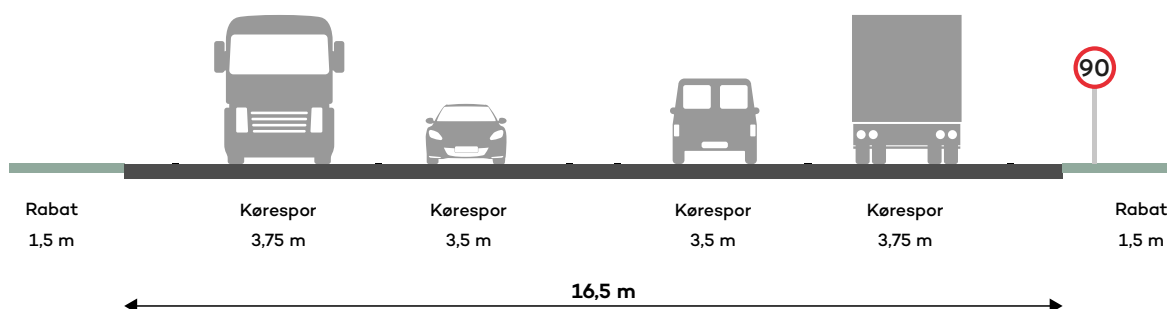 90
Rabat
1,5 m
Kørespor
3,75 m
Kørespor
3,5 m
Kørespor
3,5 m
Kørespor
3,75 m
Rabat
1,5 m
16,5 m